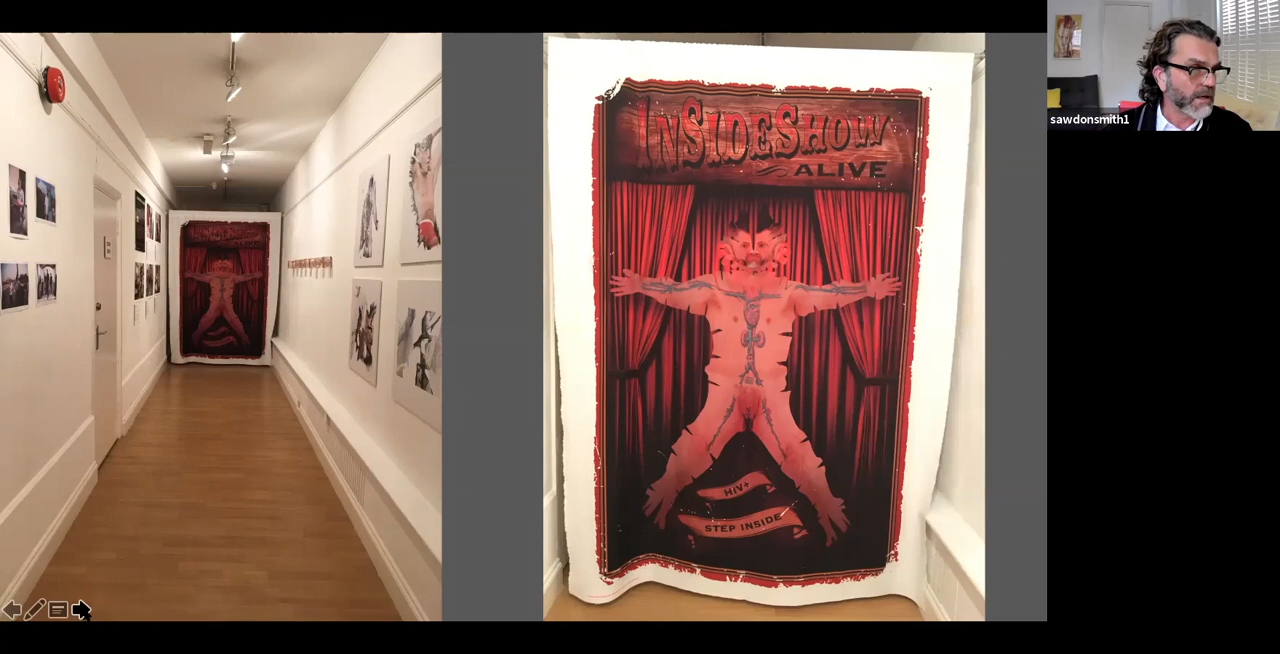 INSIDESHOW
ALIVE
HIV+
STEP INSIDE
sawdonsmith1